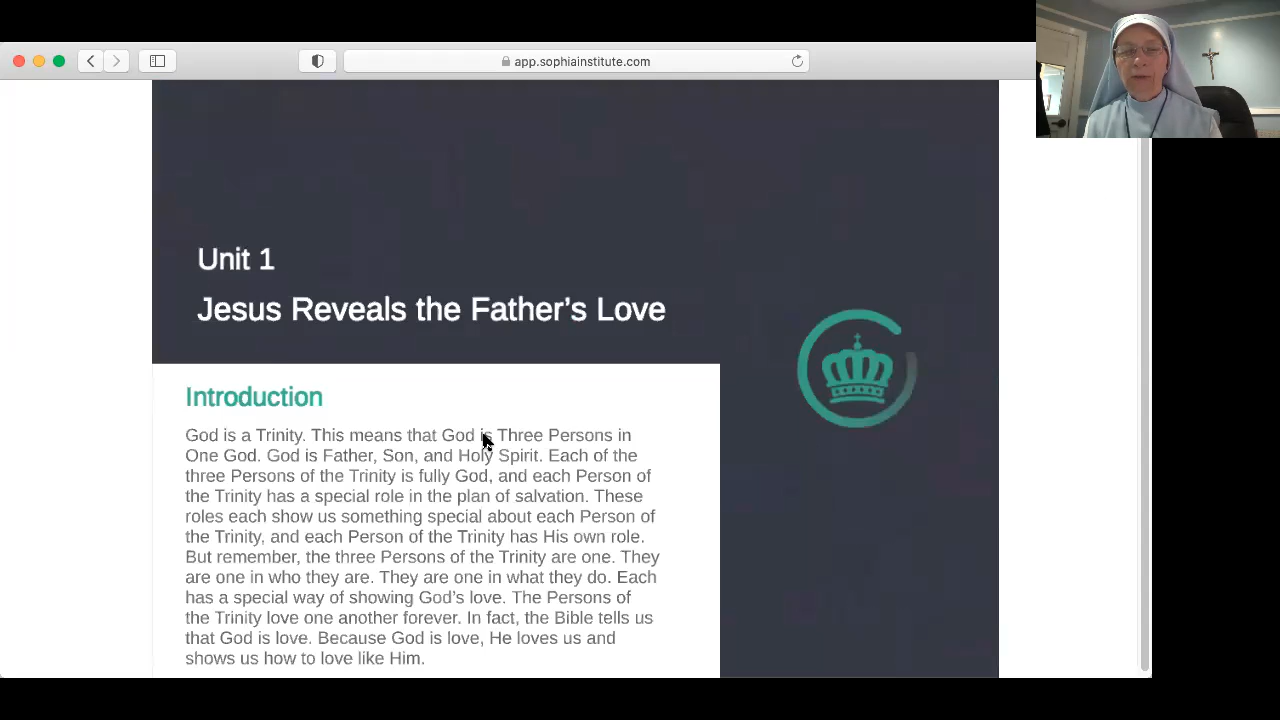 app.sophiainstitute.com
Unit 1
Jesus Reveals the Father’s Love
Introduction
God is a Trinity. This means that God is Three Persons in
One God. God is Father, Son, and Holy Spirit. Each of the
three Persons of the Trinity is fully God, and each Person of
the Trinity has a special role in the plan of salvation. These
roles each show us something special about each Person of
the Trinity, and each Person of the Trinity has His own role.
But remember, the three Persons of the Trinity are one. They
are one in who they are. They are one in what they do. Each
has a special way of showing God’s love. The Persons of
the Trinity love one another forever. In fact, the Bible tells us
that God is love. Because God is love, He loves us and
shows us how to love like Him.